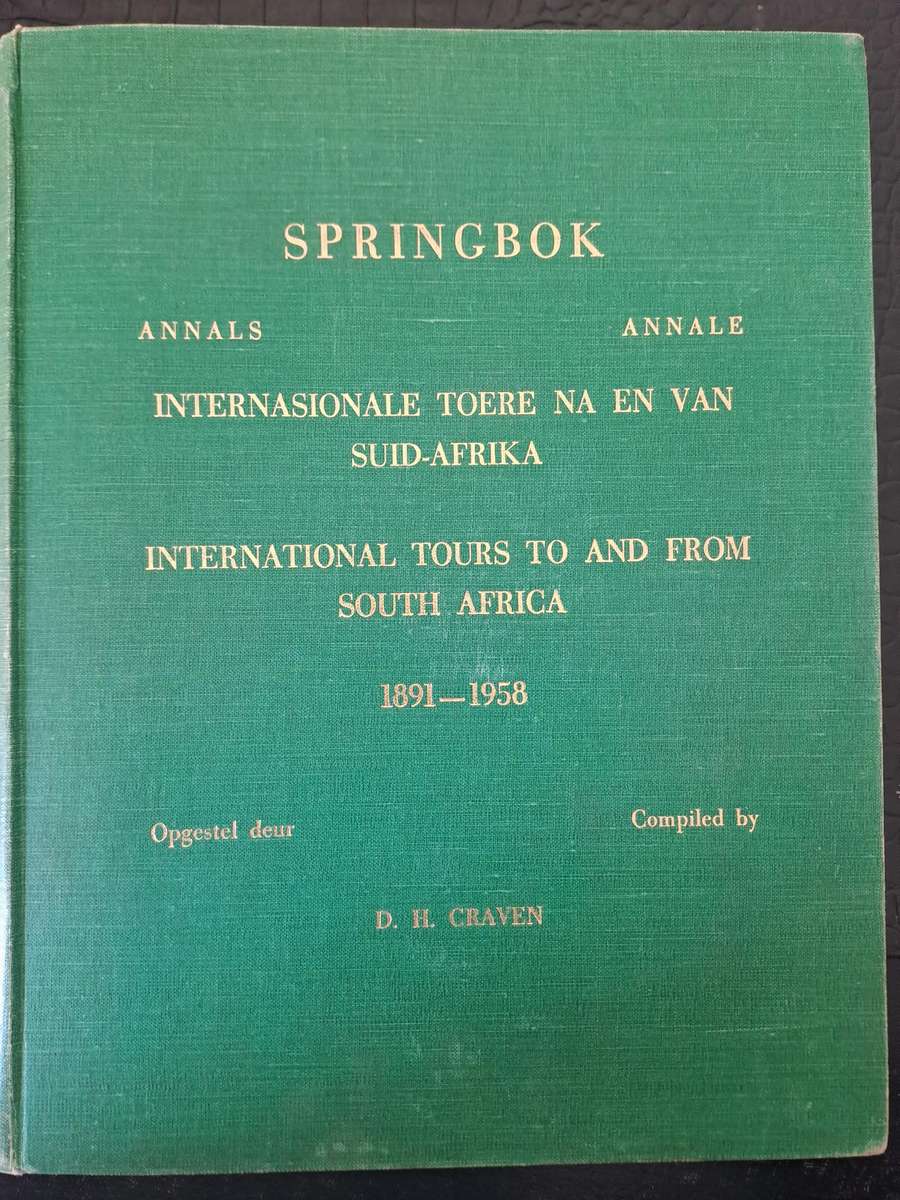 SPRINGBOK
ANNALS ANNALE
INTERNASIONALE TOERE NA EN VAN
SUID-AFRIKA
INTERNATIONAL TOURS TO AND FROM
SOUTH AFRICA
1891—1958
Opgestel deur Compiled by
D. H. CRAVEN